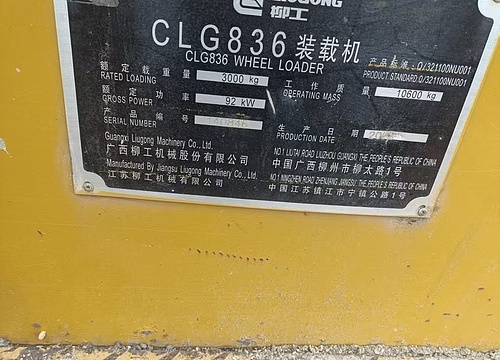 柳工
CLG836 装载机
CLG836 WHEEL LOADER
产品标准: Q/321100NU001
PRODUCT STANDARD: Q/321100NU001
额定载重量 3000 kg
RATED LOADING
工作质量 10600 kg
OPERATING MASS
额定功率 92 kW
GROSS POWER
产品编号
SERIAL NUMBER
生产日期
PRODUCTION DATE
Guangxi Liugong Machinery Co., Ltd.
广西柳工机械股份有限公司
Manufactured By Jiangsu Liugong Machinery Co., Ltd.
江苏柳工机械有限公司
NO.1 LIUTAI ROAD LIUZHOU GUANGXI THE PEOPLE'S REPUBLIC OF CHINA
中国广西柳州市柳太路1号
NO.1 NINGZHEN ROAD ZHENJIANG JIANGSU THE PEOPLE'S REPUBLIC OF CHINA
中国江苏镇江市宁镇公路1号